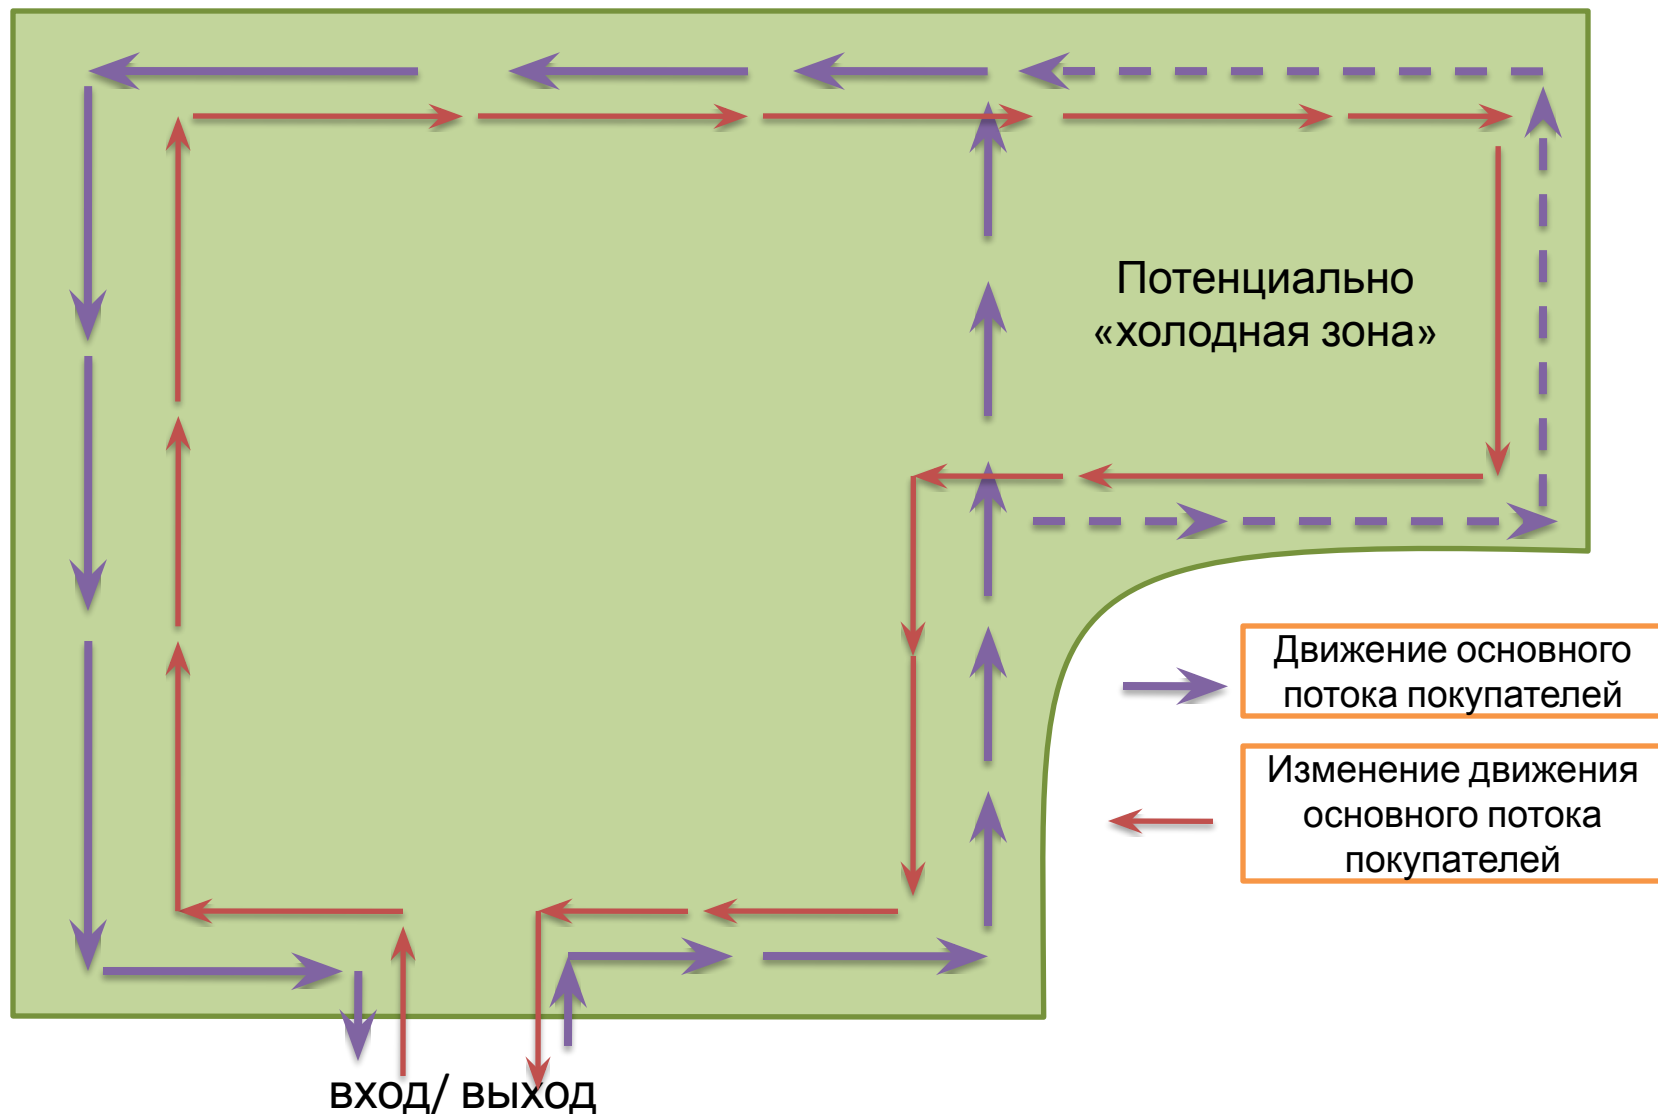 Потенциально
«холодная зона»
Движение основного
потока покупателей
Изменение движения
основного потока
покупателей
вход/ выход